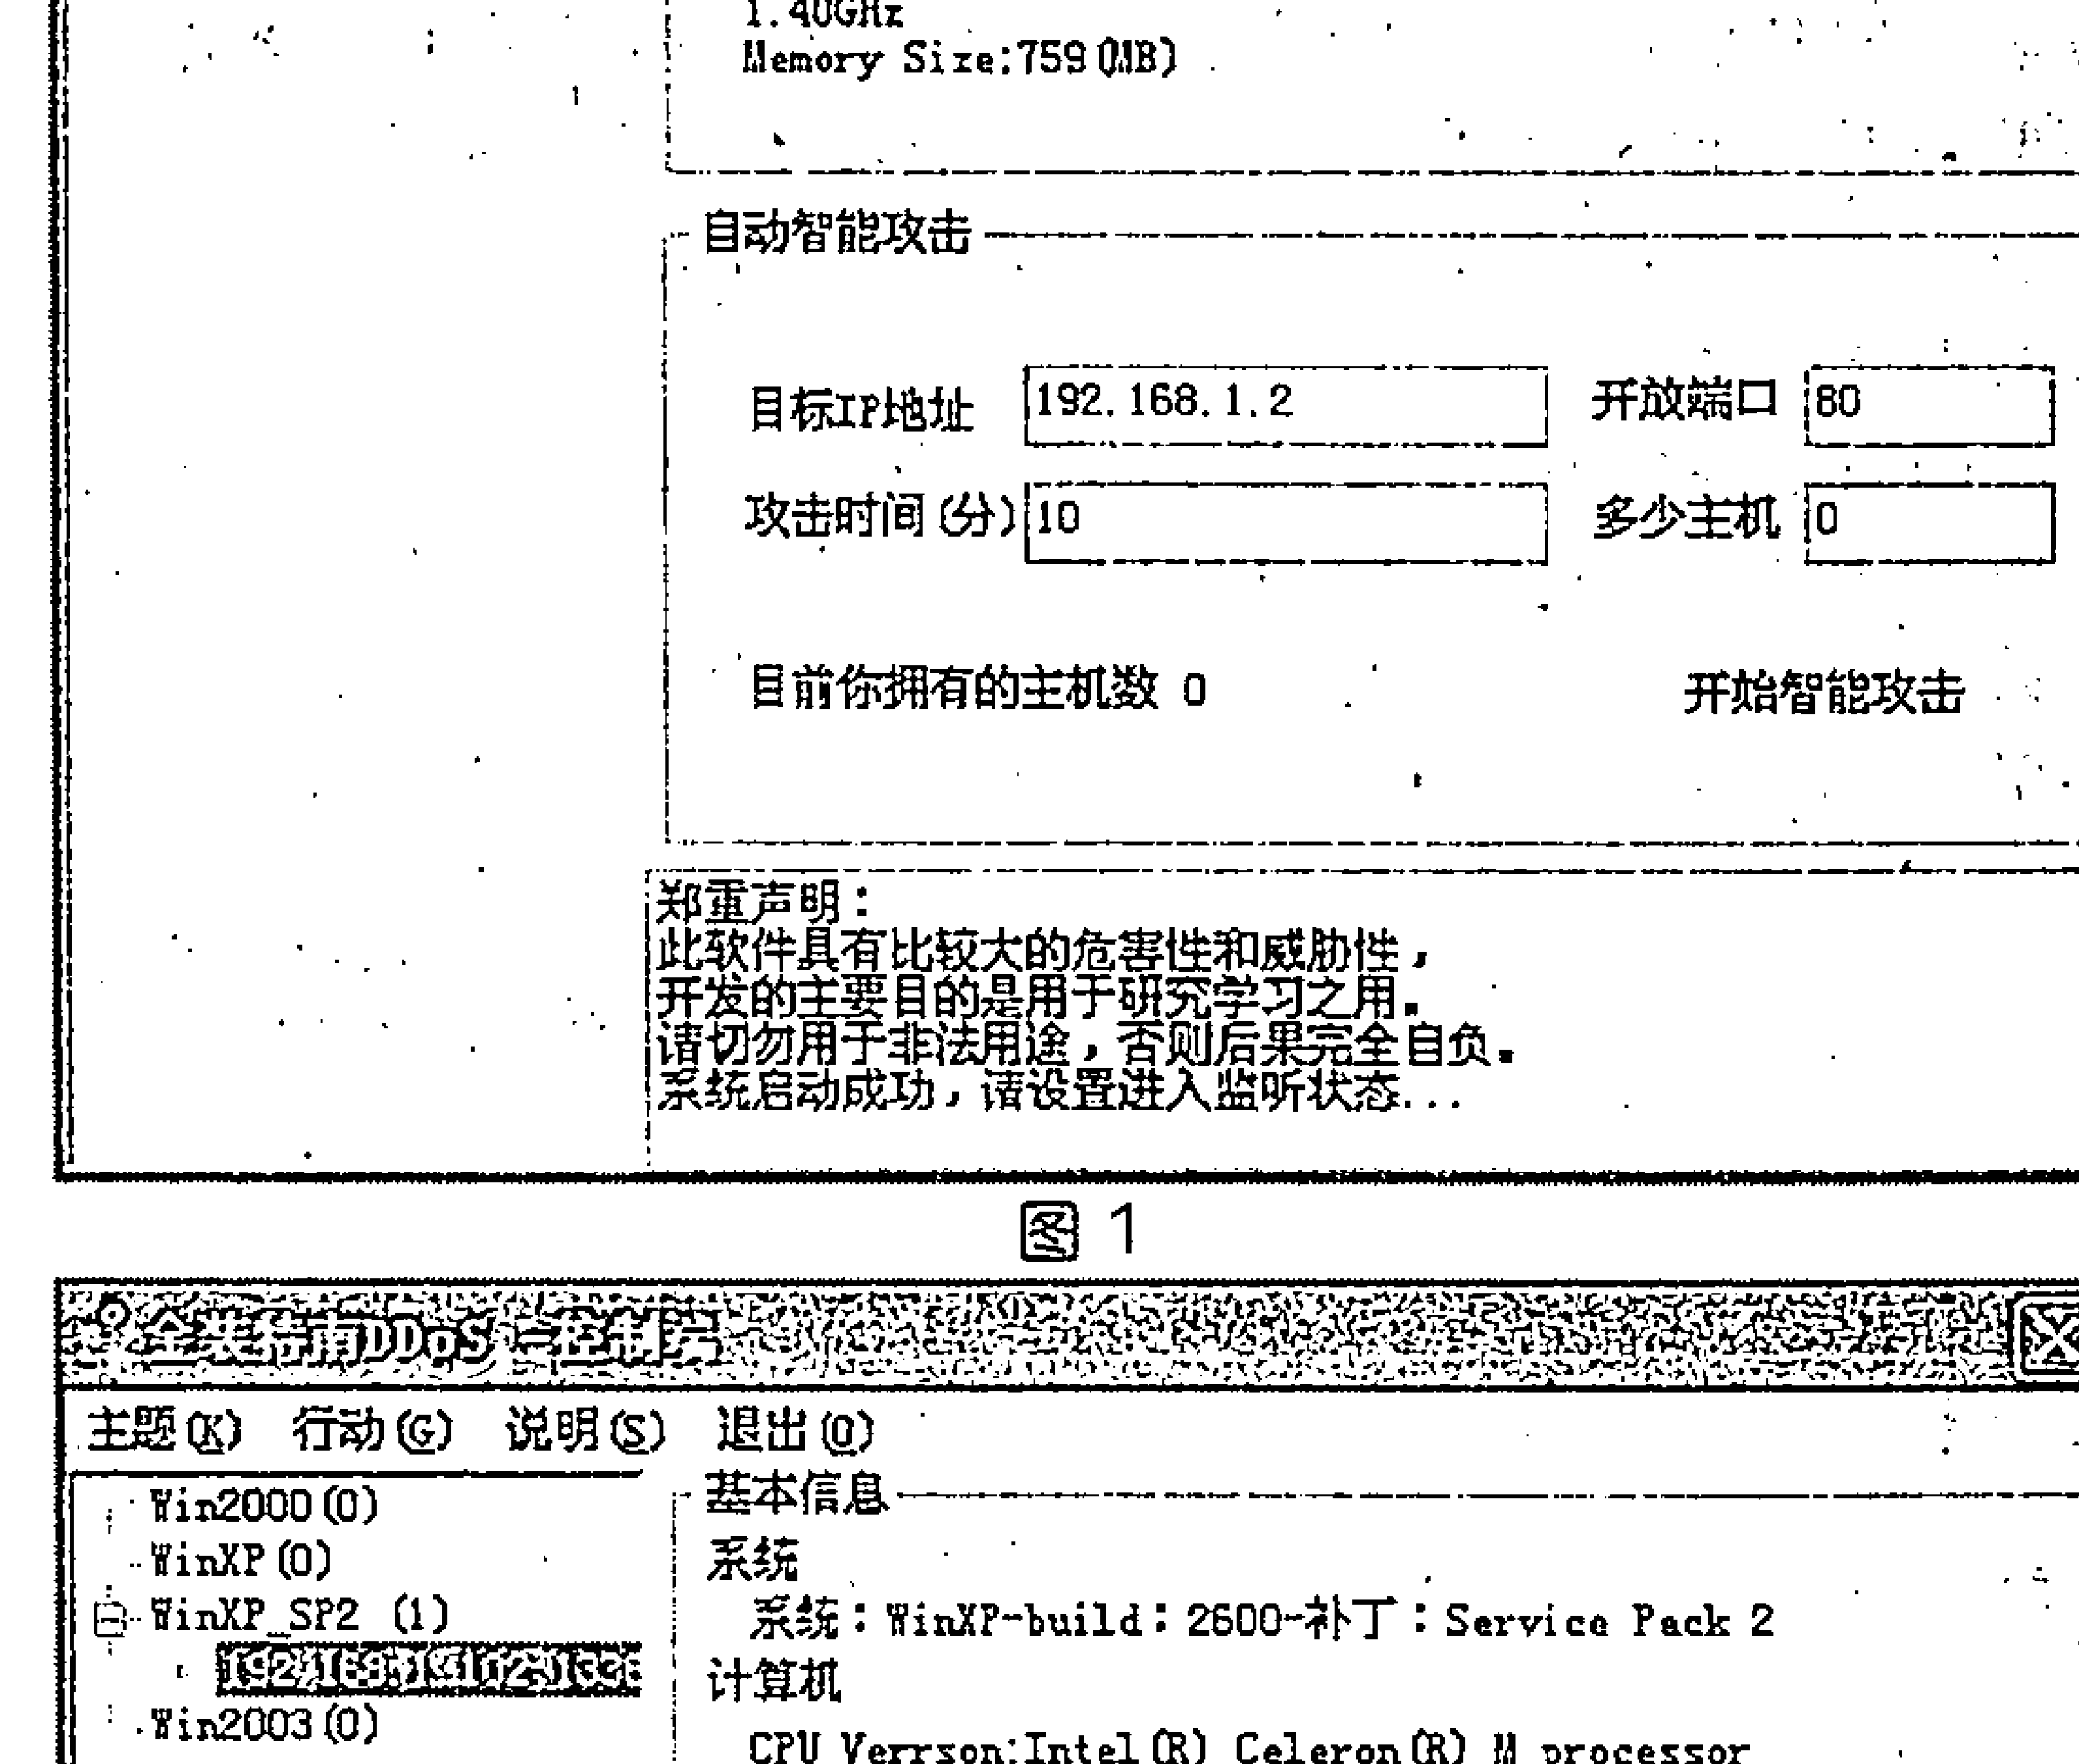 1.40GHz
Memory Size:759(MB)
自动智能攻击
目标IP地址 192.168.1.2 开放端口 80
攻击时间(分) 10 多少主机 0
目前你拥有的主机数 0 开始智能攻击
郑重声明：
此软件具有比较大的危害性和威胁性，
开发的主要目的是用于研究学习之用。
请切勿用于非法用途，否则后果完全自负。
系统启动成功，请设置进入监听状态...
图 1
DDoS 控制
主题(K) 行动(G) 说明(S) 退出(O)
Win2000(0)
WinXP(0)
WinXP_SP2 (1)
Win2003(0)
基本信息
系统
系统：WinXP-build：2600-补丁：Service Pack 2
计算机
CPU Verrson:Intel(R) Celeron(R) M processor